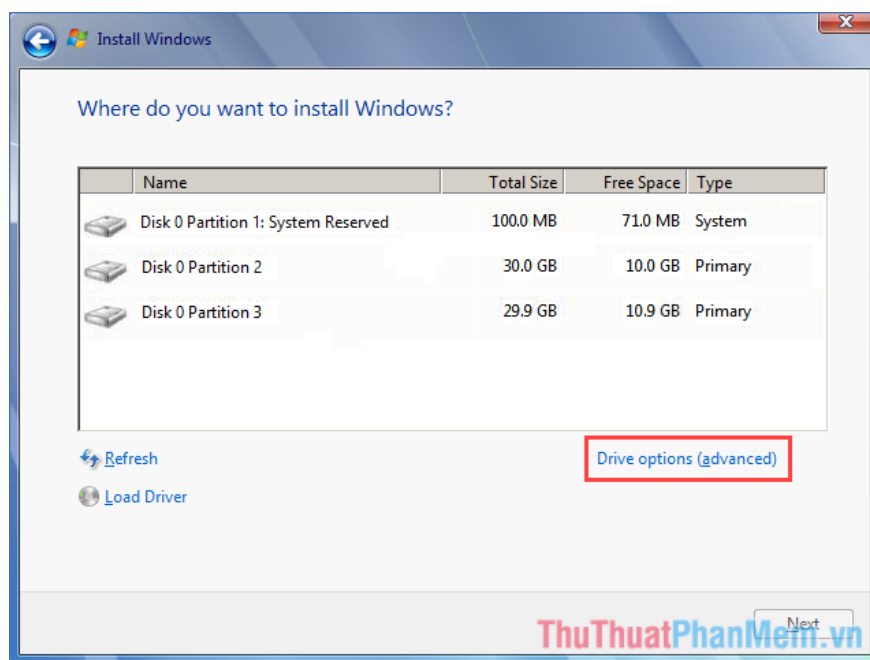 Install Windows
X
Where do you want to install Windows?
Name Total Size Free Space Type
Disk 0 Partition 1: System Reserved 100.0 MB 71.0 MB System
Disk 0 Partition 2 30.0 GB 10.0 GB Primary
Disk 0 Partition 3 29.9 GB 10.9 GB Primary
Refresh Drive options (advanced)
Load Driver
Next
ThuThuatPhanMem.vn